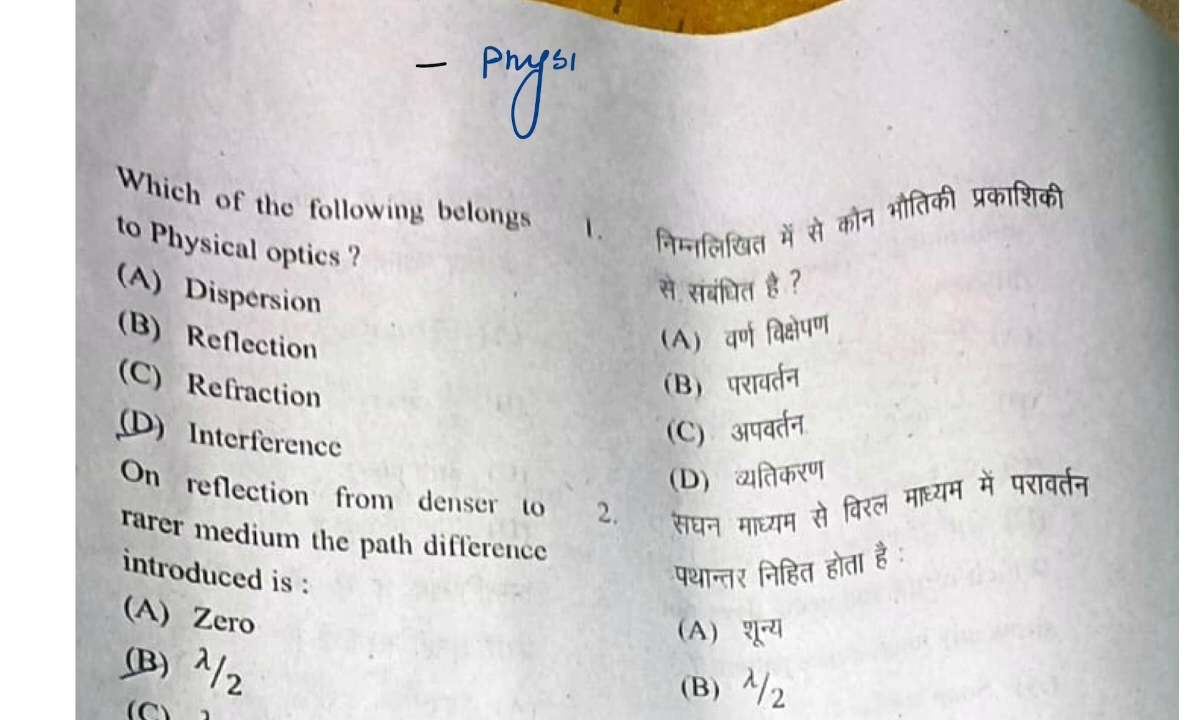 – Physi
Which of the following belongs
to Physical optics ?
(A) Dispersion
(B) Reflection
(C) Refraction
(D) Interference
On reflection from denser to
rarer medium the path difference
introduced is :
(A) Zero
(B) λ/2
(C) λ
1. निम्नलिखित में से कौन भौतिकी प्रकाशिकी
से संबंधित है ?
(A) वर्ण विक्षेपण
(B) परावर्तन
(C) अपवर्तन
(D) व्यतिकरण
2. सघन माध्यम से विरल माध्यम में परावर्तन
पथान्तर निहित होता है :
(A) शून्य
(B) λ/2